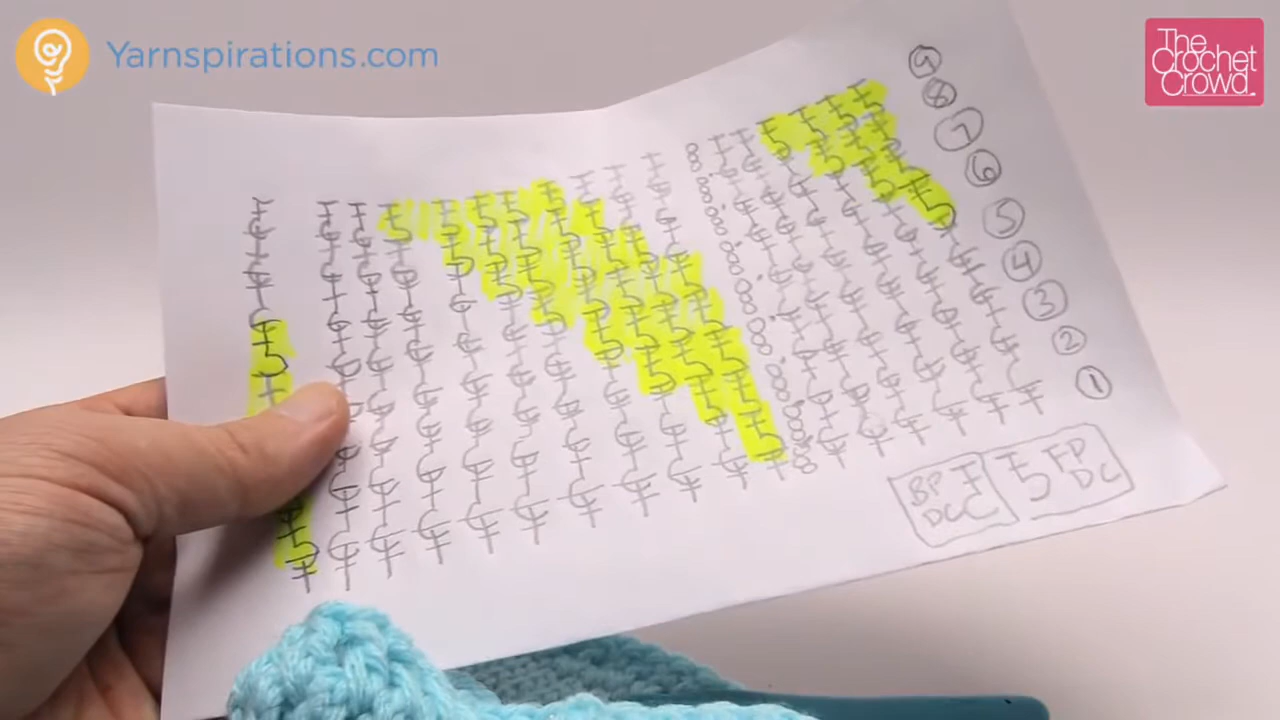 Yarnspirations.com
The
Crochet
Crowd
9
8
7
6
5
4
3
2
1
BP
DC
FP
DC